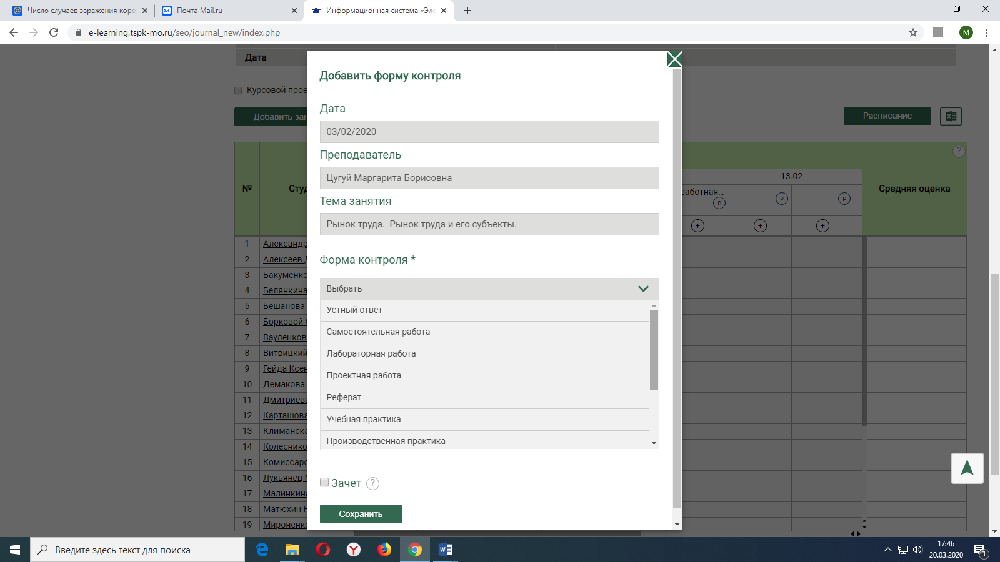 Число случаев заражения коро
Почта Mail.ru
Информационная система «Эле
e-learning.tspk-mo.ru/seo/journal_new/index.php
M
Дата
Курсовой прое
Добавить зан
Расписание
Добавить форму контроля
Дата
03/02/2020
Преподаватель
Цугуй Маргарита Борисовна
Тема занятия
Рынок труда.  Рынок труда и его субъекты.
Форма контроля *
Выбрать
Устный ответ
Самостоятельная работа
Лабораторная работа
Проектная работа
Реферат
Учебная практика
Производственная практика
Зачет ?
Сохранить
№
Студ
13.02
работная...
р
р
р
+
+
+
Средняя оценка
?
1 Александр
2 Алексеев Д
3 Бакуменко
4 Белянкина
5 Бешанова
6 Борковой С
7 Вауленкова
8 Витвицкий
9 Гейда Ксен
10 Демакова
11 Дмитриева
12 Карташова
13 Климанска
14 Колеснико
15 Комиссаро
16 Лукьянец М
17 Малинкина
18 Матюхин Н
19 Мироненко
Введите здесь текст для поиска
17:46
20.03.2020
1